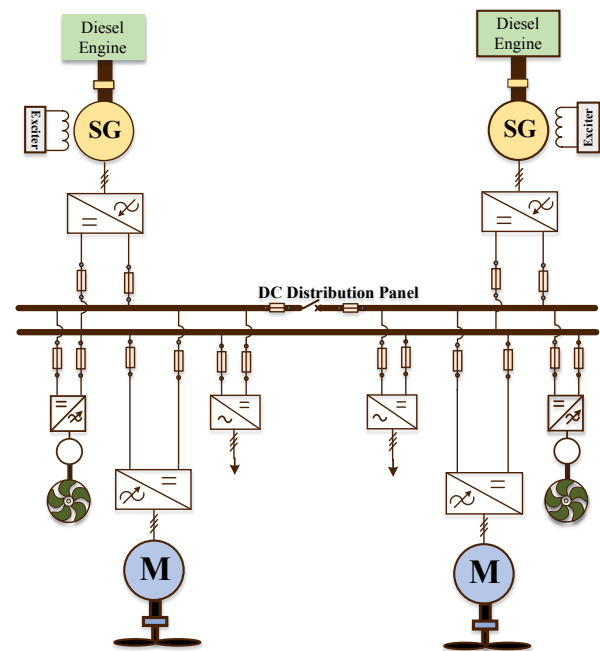 Diesel
Engine
Diesel
Engine
Exciter
SG
SG
Exciter
DC Distribution Panel
M
M